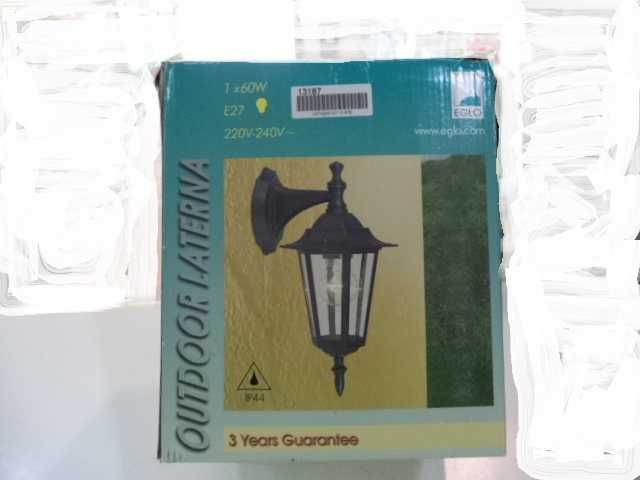 1 x60W
E27
220V-240V~
13187
EGLO
www.eglo.com
OUTDOOR LATERNA
IP44
3 Years Guarantee